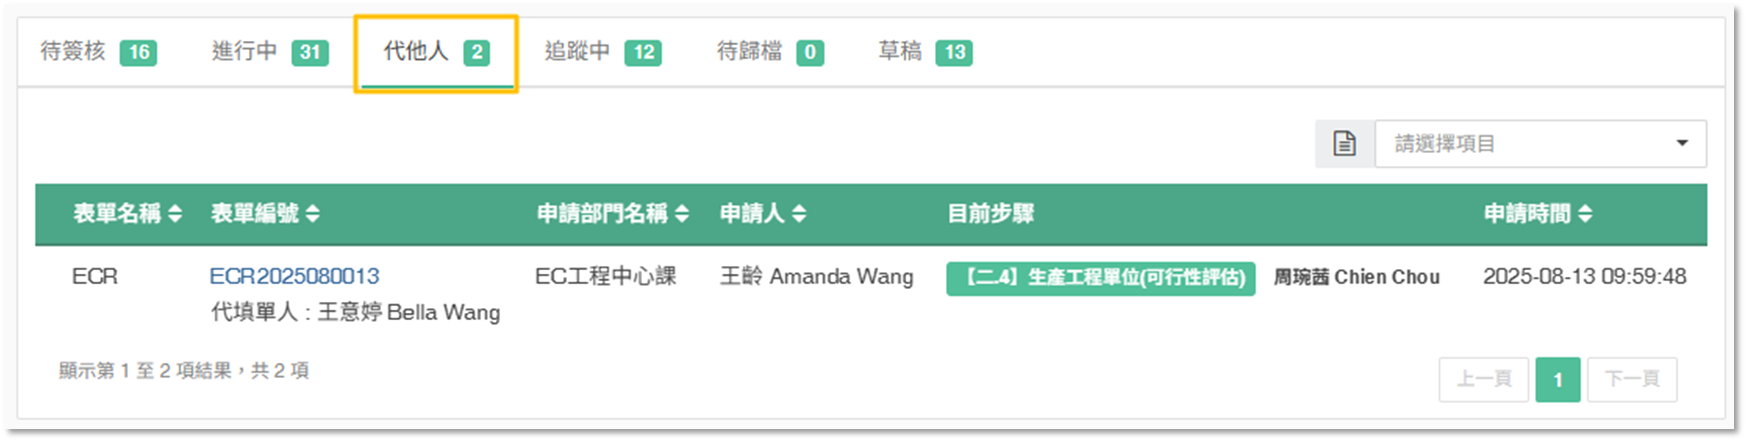 待簽核 16 進行中 31 代他人 2 追蹤中 12 待歸檔 0 草稿 13
請選擇項目
表單名稱 表單編號 申請部門名稱 申請人 目前步驟 申請時間
ECR ECR2025080013 EC工程中心課 王齡 Amanda Wang 【二.4】生產工程單位(可行性評估) 周琬茜 Chien Chou 2025-08-13 09:59:48
代填單人：王意婷 Bella Wang
顯示第 1 至 2 項結果，共 2 項
上一頁 1 下一頁